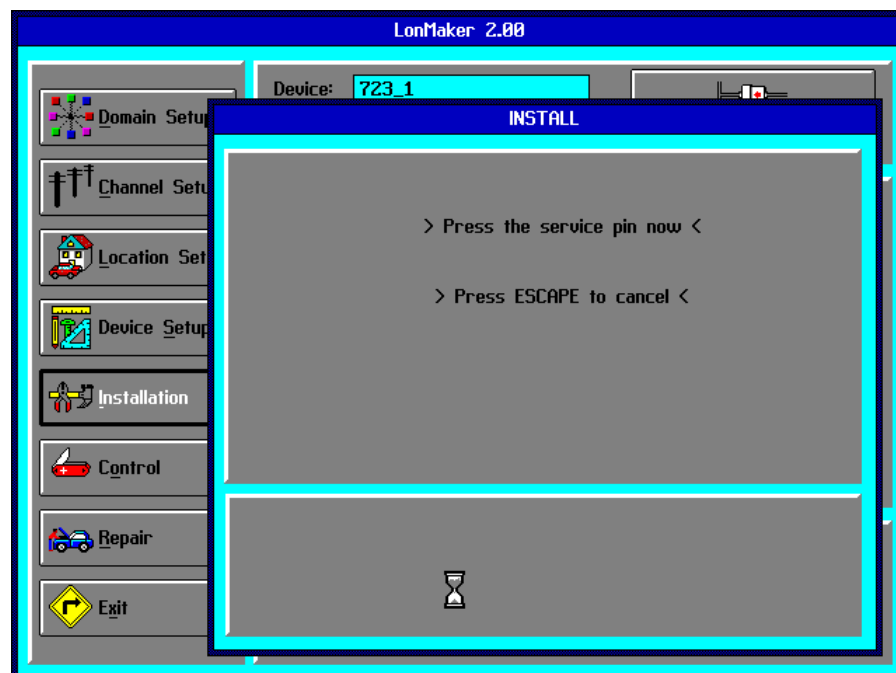 LonMaker 2.00
Device: 723_1
INSTALL
> Press the service pin now <
> Press ESCAPE to cancel <
Domain Setup
Channel Setu
Location Set
Device Setup
Installation
Control
Repair
Exit